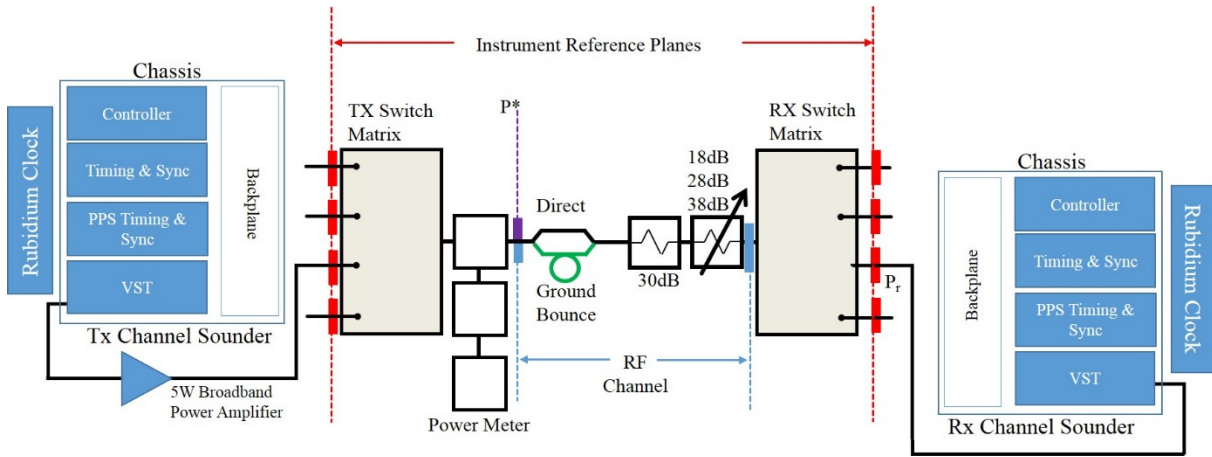 Instrument Reference Planes
Chassis
Rubidium Clock
Controller
Timing & Sync
PPS Timing &
Sync
VST
Backplane
Tx Channel Sounder
5W Broadband
Power Amplifier
TX Switch
Matrix
P*
Direct
Ground
Bounce
Power Meter
RF
Channel
30dB
18dB
28dB
38dB
RX Switch
Matrix
Pr
Chassis
Backplane
Controller
Timing & Sync
PPS Timing &
Sync
VST
Rubidium Clock
Rx Channel Sounder